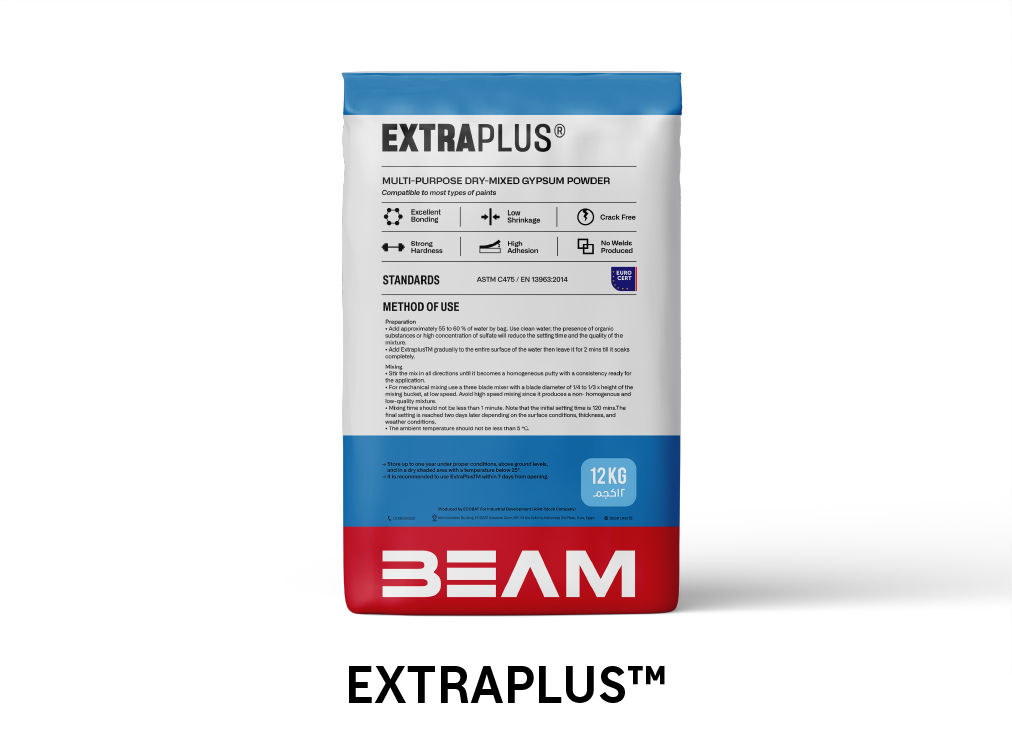 EXTRAPLUS®
MULTI-PURPOSE DRY-MIXED GYPSUM POWDER
Compatible to most types of paints
Excellent
Bonding
Low
Shrinkage
Crack Free
Strong
Hardness
High
Adhesion
No Welds
Produced
STANDARDS
ASTM C475 / EN 13963:2014
EURO
CERT
METHOD OF USE
Preparation
• Add approximately 55 to 60 % of water by bag. Use clean water, the presence of organic
substances or high concentration of sulfate will reduce the setting time and the quality of the
mixture.
• Add ExtraplusTM gradually to the entire surface of the water then leave it for 2 mins till it soaks
completely.
Mixing
• Stir the mix in all directions until it becomes a homogeneous putty with a consistency ready for
the application.
• For mechanical mixing use a three blade mixer with a blade diameter of 1/4 to 1/3 x height of the
mixing bucket, at low speed. Avoid high speed mixing since it produces a non- homogenous and
low-quality mixture.
• Mixing time should not be less than 1 minute. Note that the initial setting time is 120 mins.The
final setting is reached two days later depending on the surface conditions, thickness, and
weather conditions.
• The ambient temperature should not be less than 5 °C.
- Store up to one year under proper conditions, above ground levels,
and in a dry shaded area with a temperature below 25°.
- It is recommended to use ExtraPlusTM within 7 days from opening.
12 KG
١٢كجم
Produced by ECOBAT For Industrial Development (Joint-Stock Company)
BEAM
EXTRAPLUS™